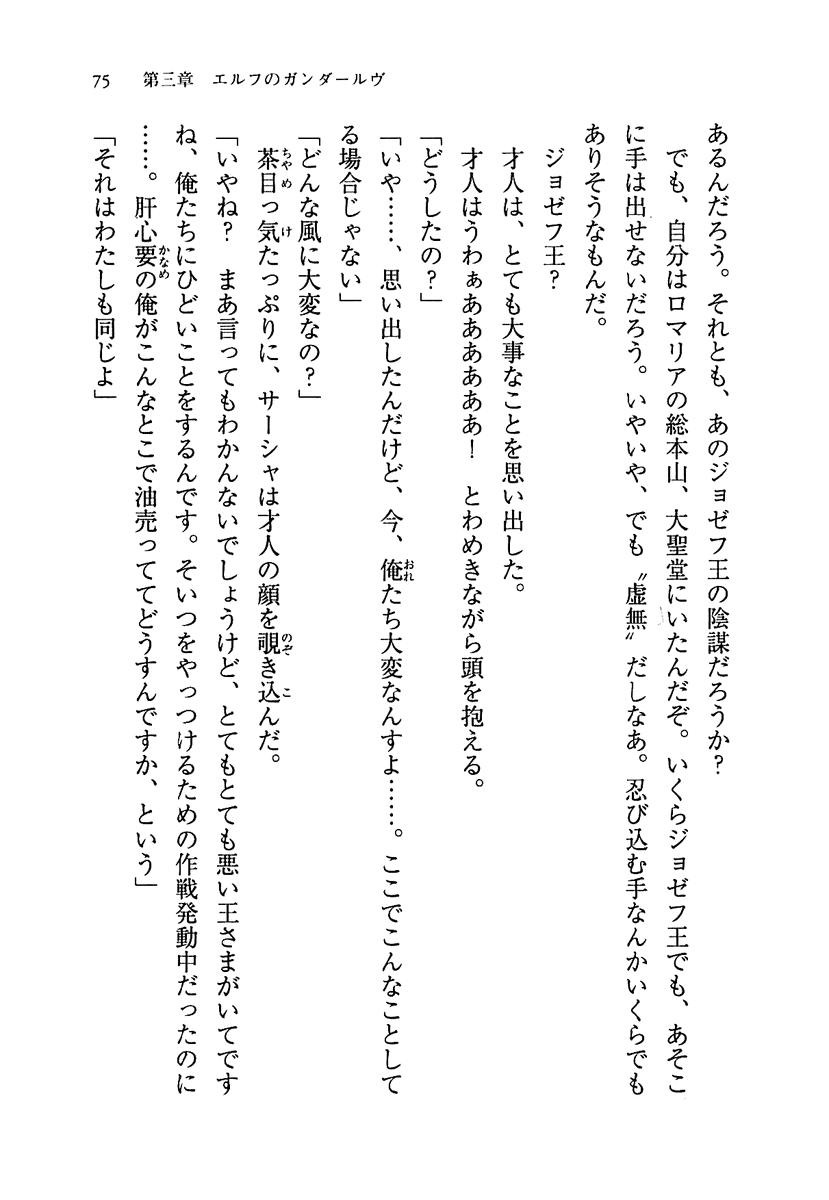 75　第三章　エルフのガンダールヴ
あるんだろう。それとも、あのジョゼフ王の陰謀だろうか？
　でも、自分はロマリアの総本山、大聖堂にいたんだぞ。いくらジョゼフ王でも、あそこ
に手は出せないだろう。いやいや、でも〝虚無〟だしなあ。忍び込む手なんかいくらでも
ありそうなもんだ。
　ジョゼフ王？
　才人は、とても大事なことを思い出した。
　才人はうわぁああああああ！　とわめきながら頭を抱える。
「どうしたの？」
「いや……、思い出したんだけど、今、俺たち大変なんすよ……。ここでこんなことして
る場合じゃない」
「どんな風に大変なの？」
　茶目っ気たっぷりに、サーシャは才人の顔を覗き込んだ。
「いやね？　まあ言ってもわかんないでしょうけど、とてもとても悪い王さまがいてです
ね、俺たちにひどいことをするんです。そいつをやっつけるための作戦発動中だったのに
……。肝心要の俺がこんなとこで油売っててどうすんですか、という」
「それはわたしも同じよ」